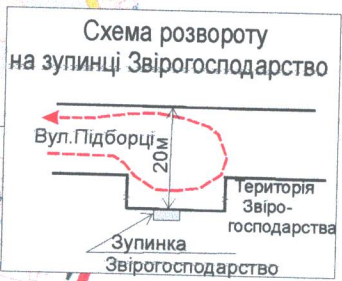 Схема розвороту
на зупинці Звірогосподарство
Вул.Підборці
20м
Територія
Звіро-
господарства
Зупинка
Звірогосподарство